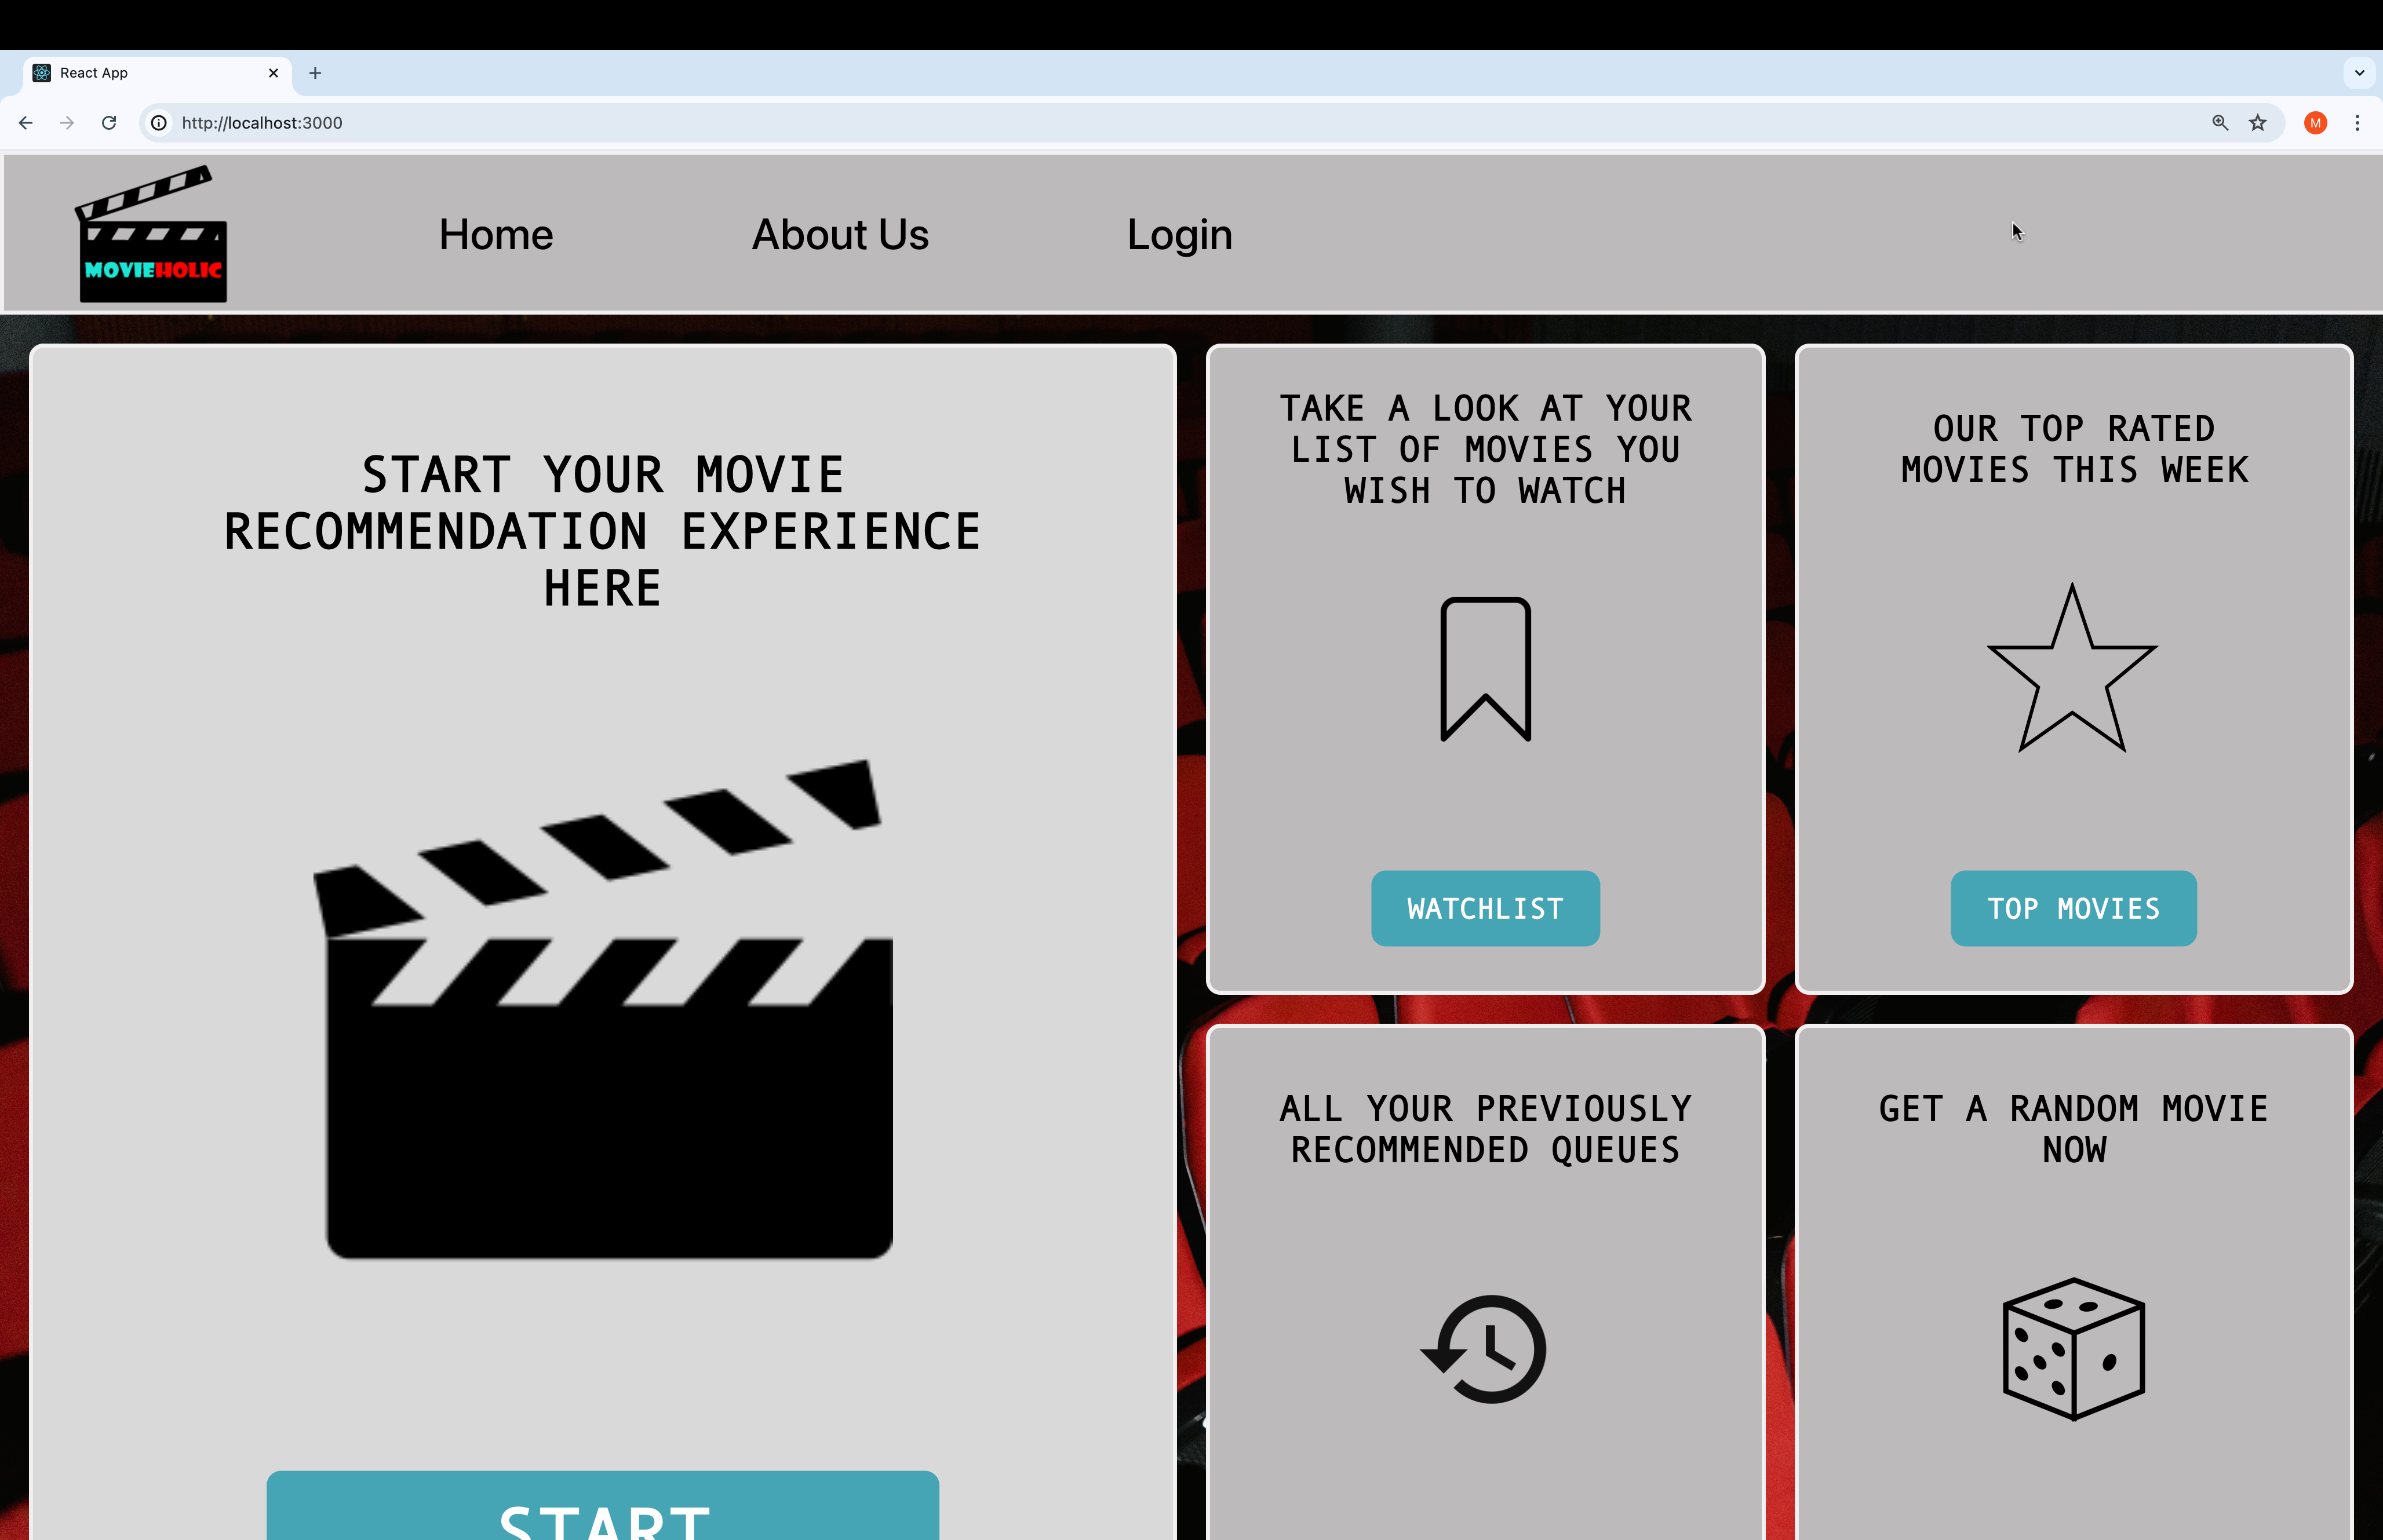 React App
http://localhost:3000
M
MOVIEHOLIC
Home
About Us
Login
START YOUR MOVIE
RECOMMENDATION EXPERIENCE
HERE
START
TAKE A LOOK AT YOUR
LIST OF MOVIES YOU
WISH TO WATCH
WATCHLIST
OUR TOP RATED
MOVIES THIS WEEK
TOP MOVIES
ALL YOUR PREVIOUSLY
RECOMMENDED QUEUES
GET A RANDOM MOVIE
NOW